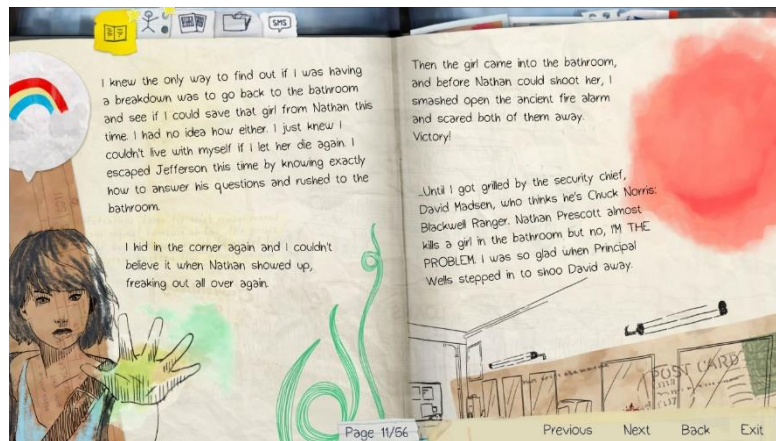 SMS
I knew the only way to find out if I was having
a breakdown was to go back to the bathroom
and see if I could save that girl from Nathan this
time. I had no idea how either. I just knew I
couldn't live with myself if I let her die again. I
escaped Jefferson this time by knowing exactly
how to answer his questions and rushed to the
bathroom.
I hid in the corner again and I couldn't
believe it when Nathan showed up,
freaking out all over again.
Then the girl came into the bathroom,
and before Nathan could shoot her, I
smashed open the ancient fire alarm
and scared both of them away.
Victory!
...Until I got grilled by the security chief,
David Madsen, who thinks he's Chuck Norris:
Blackwell Ranger. Nathan Prescott almost
kills a girl in the bathroom but no, I'M THE
PROBLEM. I was so glad when Principal
Wells stepped in to shoo David away.
POST CARD
Page 11/56
Previous Next Back Exit